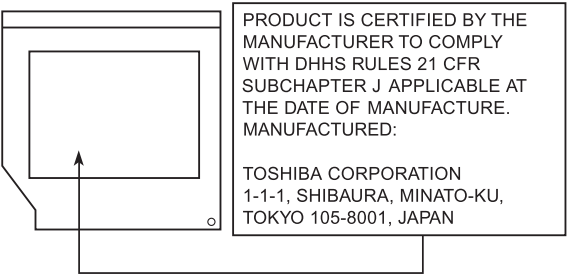 PRODUCT IS CERTIFIED BY THE
MANUFACTURER TO COMPLY
WITH DHHS RULES 21 CFR
SUBCHAPTER J APPLICABLE AT
THE DATE OF MANUFACTURE.
MANUFACTURED:
TOSHIBA CORPORATION
1-1-1, SHIBAURA, MINATO-KU,
TOKYO 105-8001, JAPAN